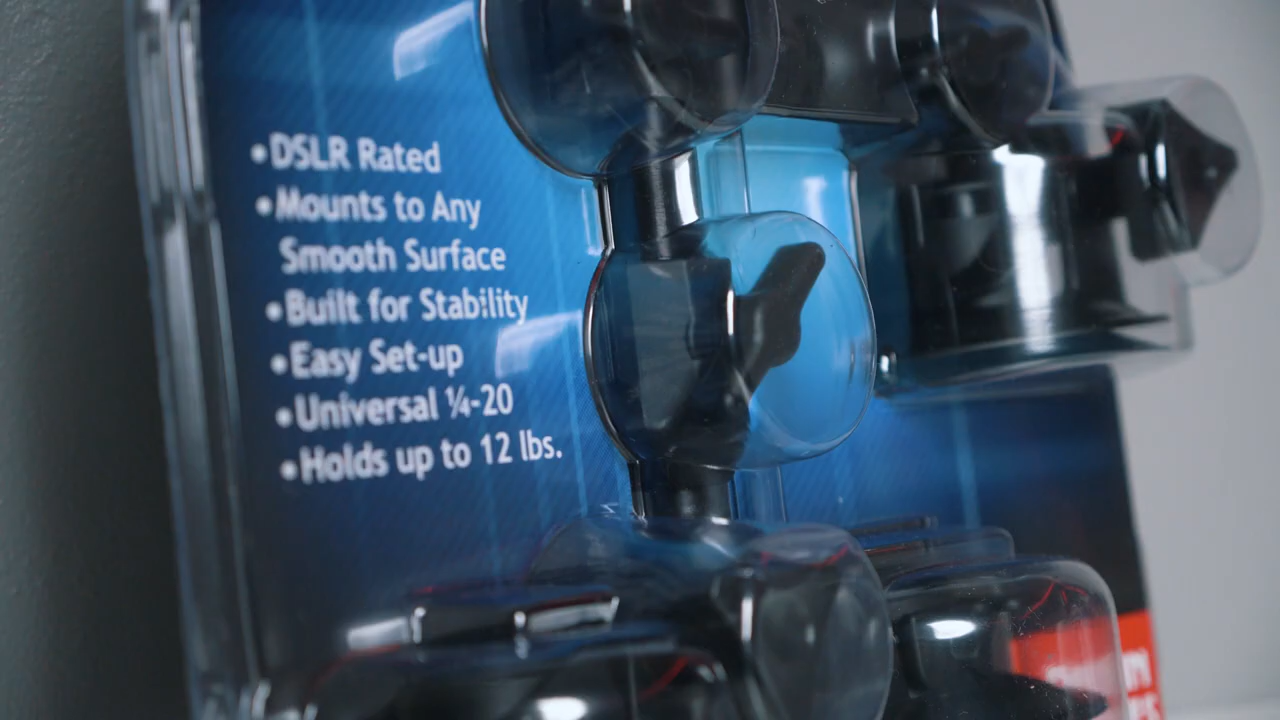 •DSLR Rated
•Mounts to Any
Smooth Surface
•Built for Stability
•Easy Set-up
•Universal ¼-20
•Holds up to 12 lbs.